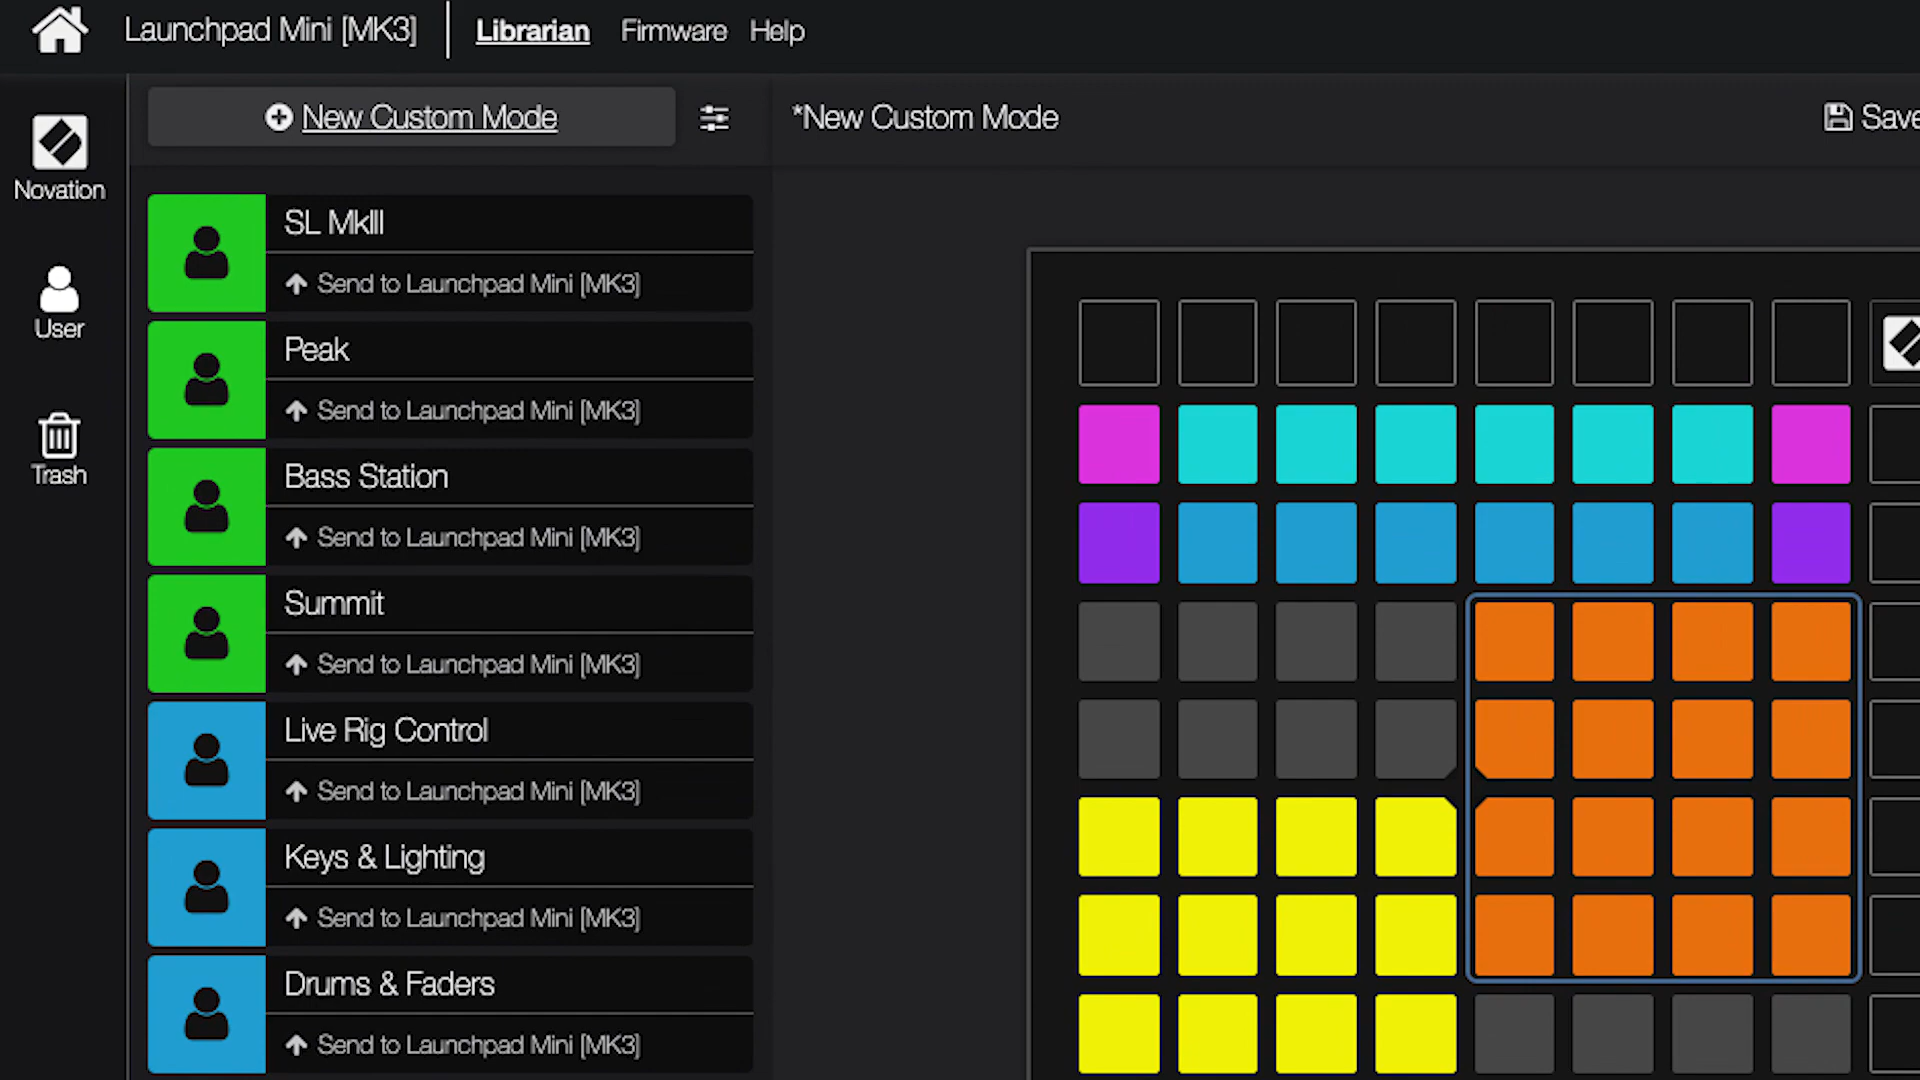 Launchpad Mini [MK3]
Librarian
Firmware
Help
New Custom Mode
*New Custom Mode
Save
Novation
User
Trash
SL MkIII
Send to Launchpad Mini [MK3]
Peak
Send to Launchpad Mini [MK3]
Bass Station
Send to Launchpad Mini [MK3]
Summit
Send to Launchpad Mini [MK3]
Live Rig Control
Send to Launchpad Mini [MK3]
Keys & Lighting
Send to Launchpad Mini [MK3]
Drums & Faders
Send to Launchpad Mini [MK3]